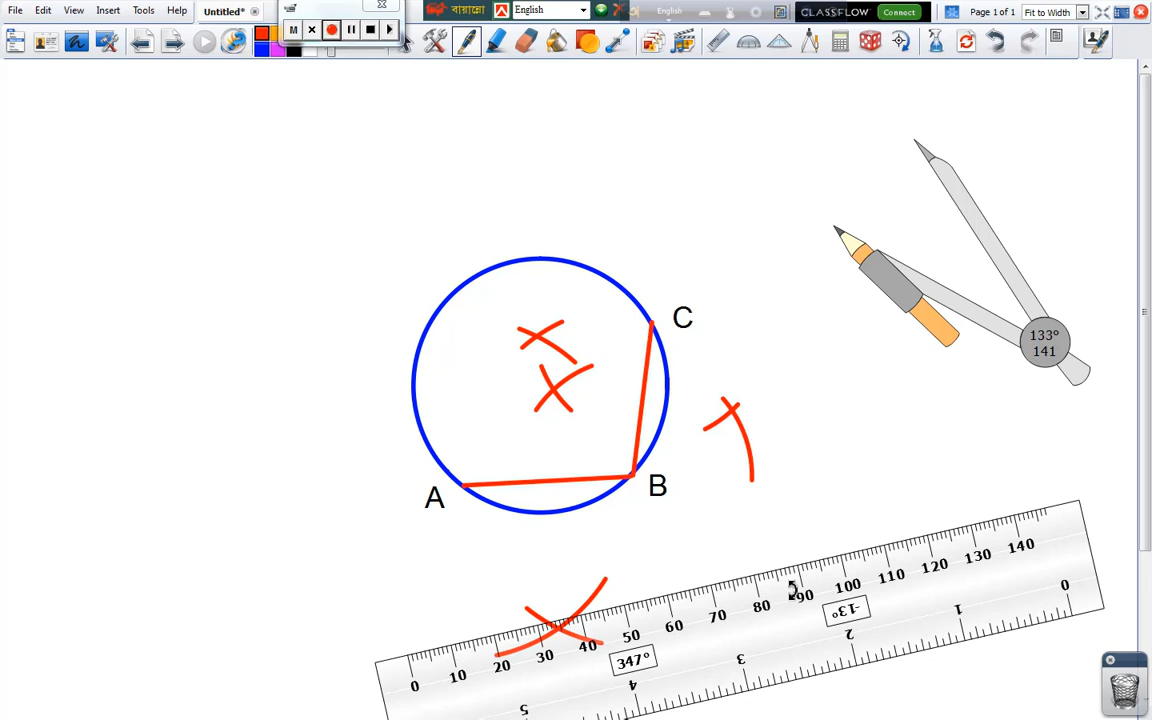 File Edit View Insert Tools Help Untitled* বায়ান্নো English English CLASSFLOW Connect Page 1 of 1 Fit to Width
M
C
133°
141
A
B
0 10 20 30 40 50 60 70 80 90 100 110 120 130 140
347°
-13°
0 1 2 3 4 5